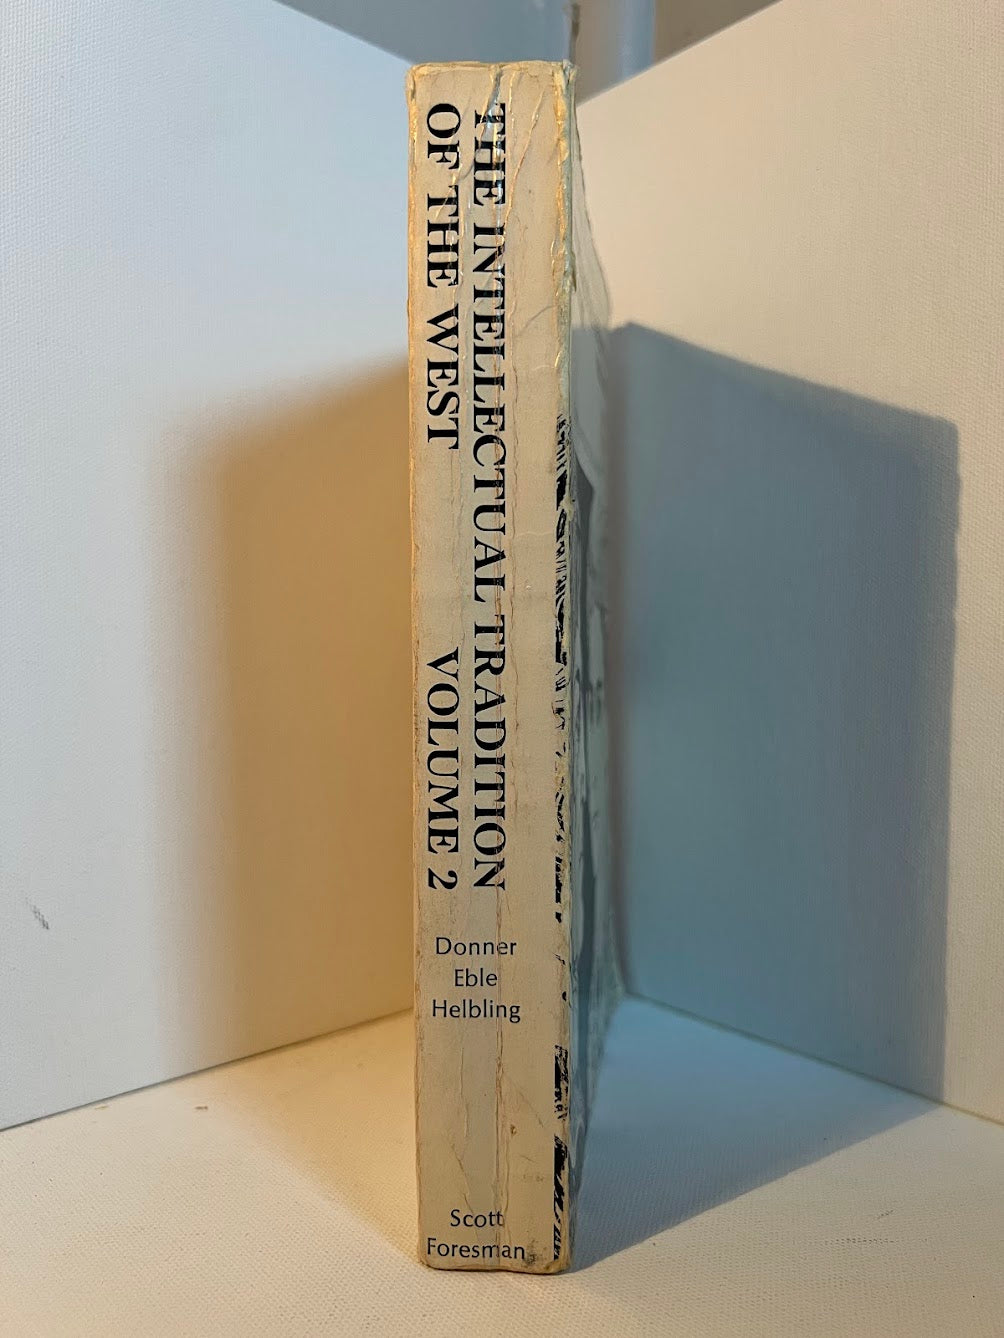 THE INTELLECTUAL TRADITION
OF THE WEST VOLUME 2
Donner
Eble
Helbling
Scott
Foresman